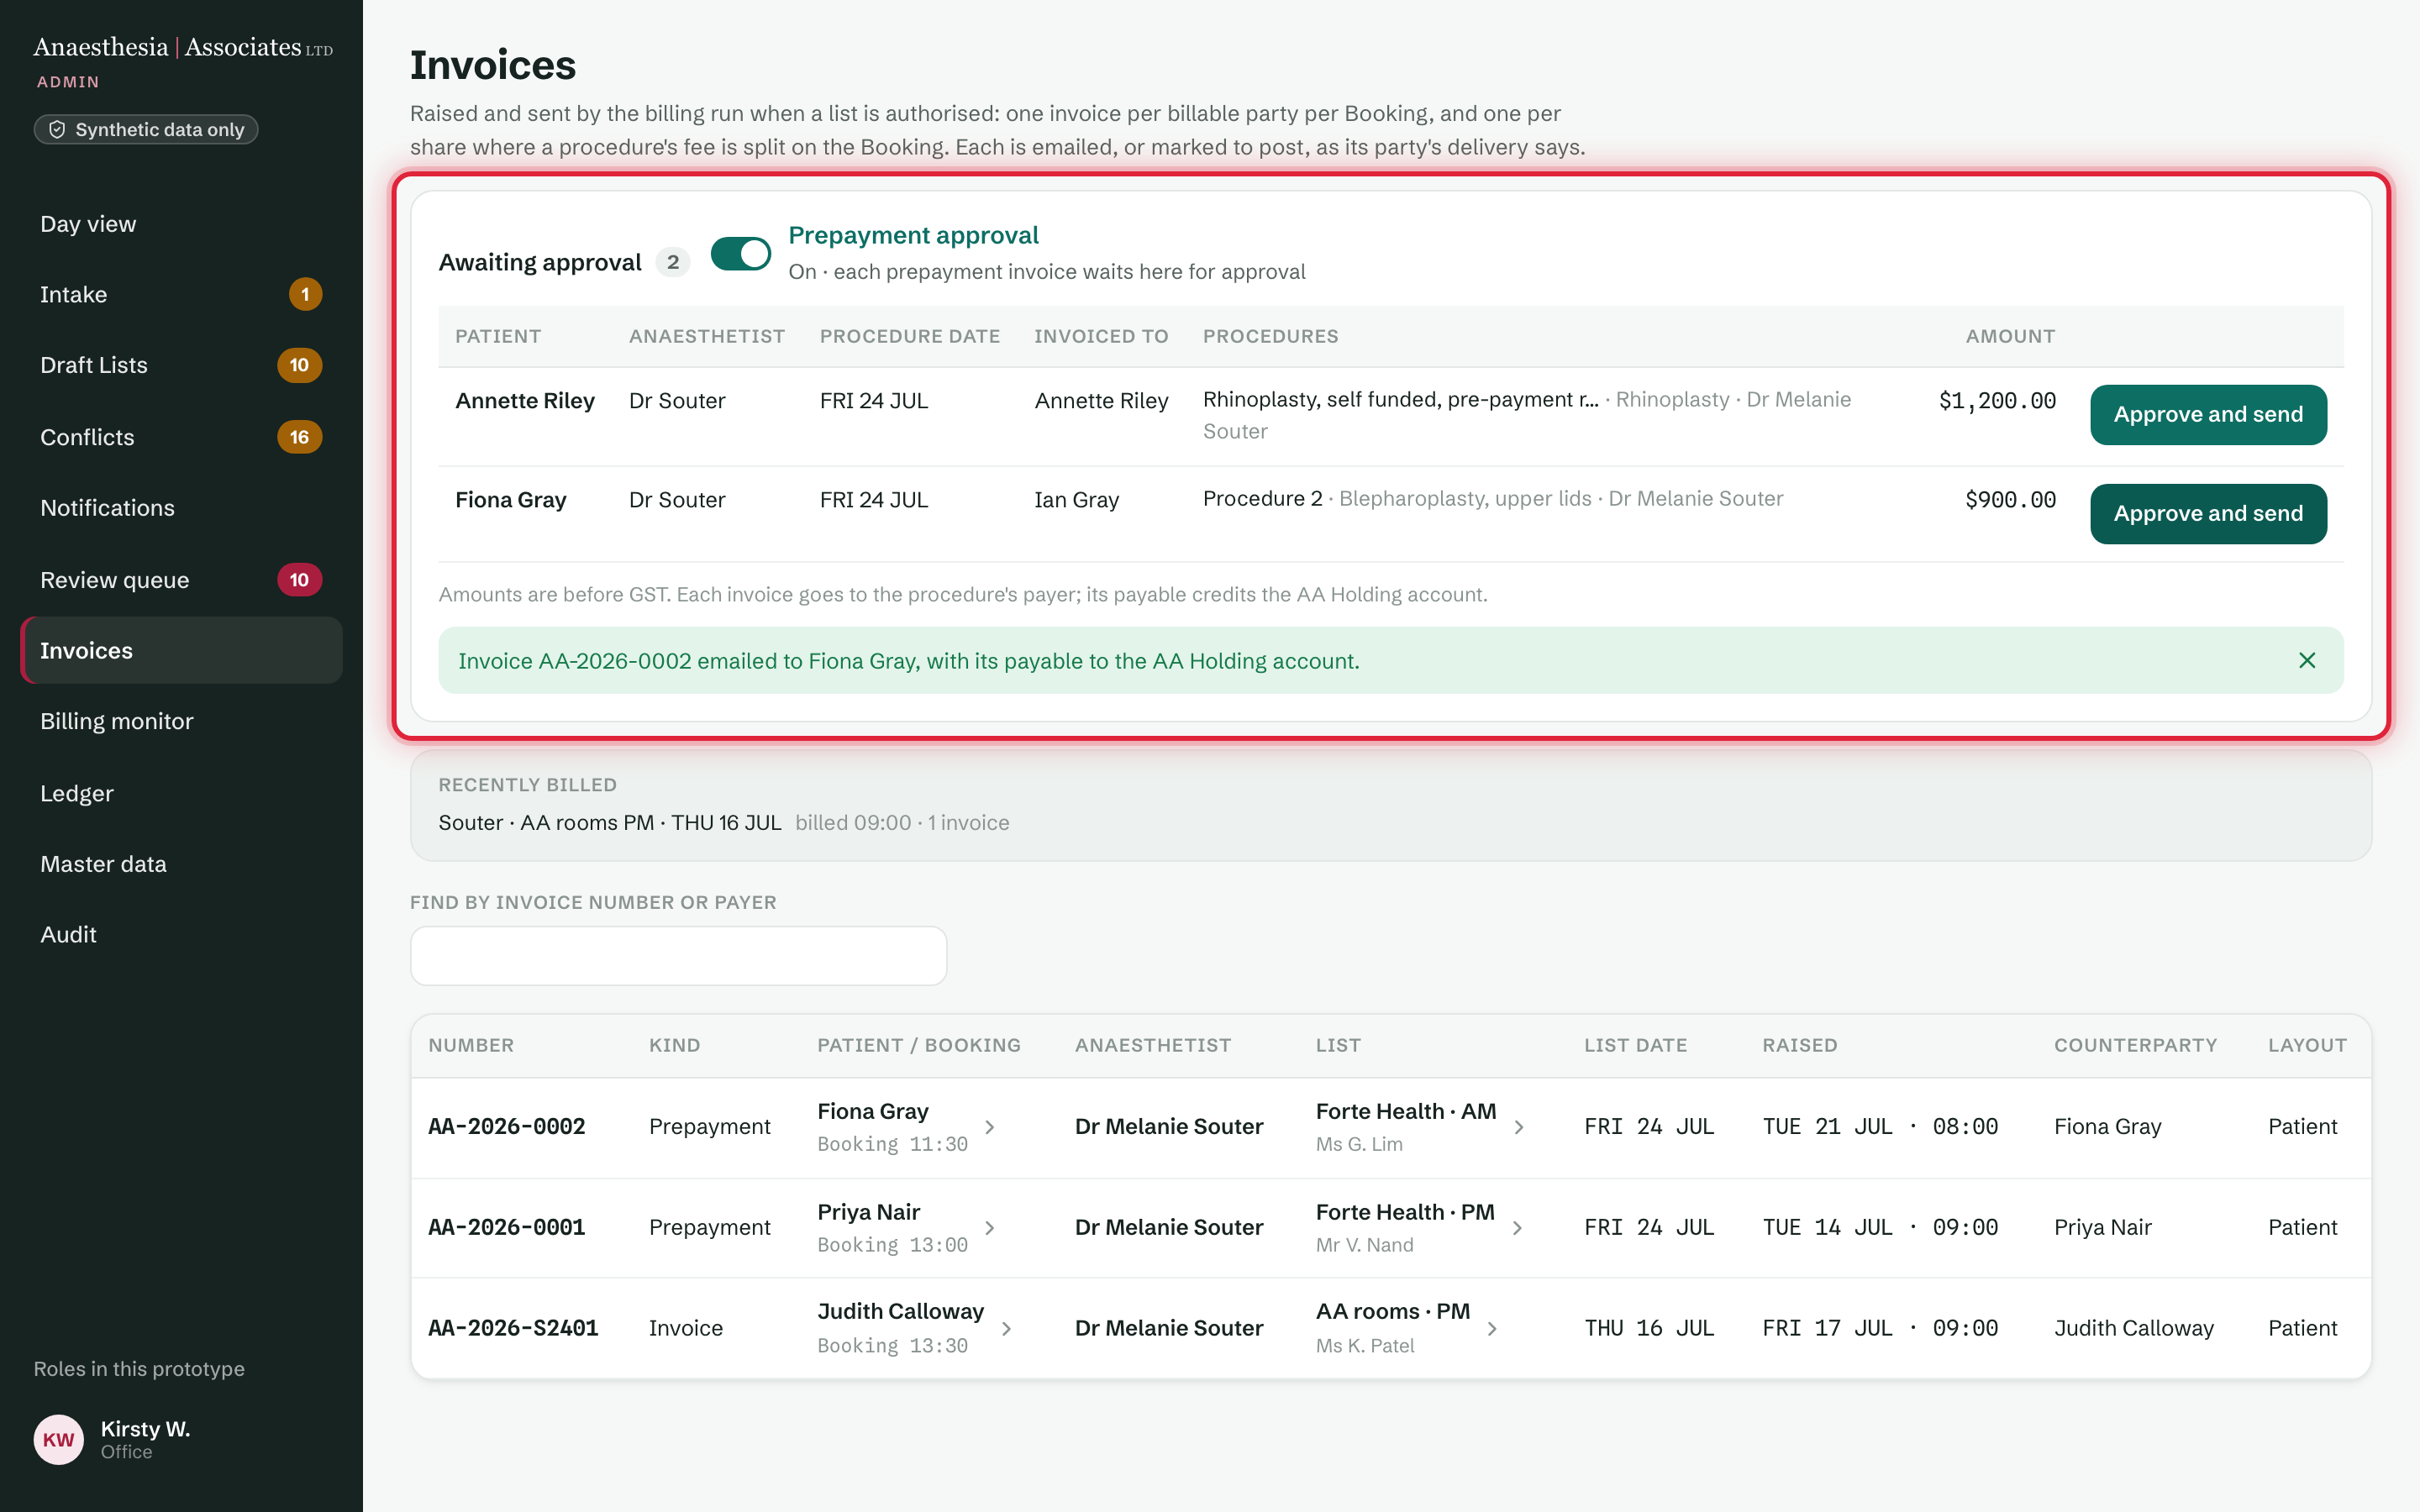 Anaesthesia | Associates LTD
ADMIN
Synthetic data only
Day view
Intake 1
Draft Lists 10
Conflicts 16
Notifications
Review queue 10
Invoices
Billing monitor
Ledger
Master data
Audit
Roles in this prototype
KW Kirsty W.
Office
Invoices
Raised and sent by the billing run when a list is authorised: one invoice per billable party per Booking, and one per
share where a procedure's fee is split on the Booking. Each is emailed, or marked to post, as its party's delivery says.
Awaiting approval 2
Prepayment approval
On · each prepayment invoice waits here for approval
PATIENT ANAESTHETIST PROCEDURE DATE INVOICED TO PROCEDURES AMOUNT
Annette Riley Dr Souter FRI 24 JUL Annette Riley Rhinoplasty, self funded, pre-payment r... · Rhinoplasty · Dr Melanie $1,200.00 Approve and send
Souter
Fiona Gray Dr Souter FRI 24 JUL Ian Gray Procedure 2 · Blepharoplasty, upper lids · Dr Melanie Souter $900.00 Approve and send
Amounts are before GST. Each invoice goes to the procedure's payer; its payable credits the AA Holding account.
Invoice AA-2026-0002 emailed to Fiona Gray, with its payable to the AA Holding account.
RECENTLY BILLED
Souter · AA rooms PM · THU 16 JUL billed 09:00 · 1 invoice
FIND BY INVOICE NUMBER OR PAYER
NUMBER KIND PATIENT / BOOKING ANAESTHETIST LIST LIST DATE RAISED COUNTERPARTY LAYOUT
AA-2026-0002 Prepayment Fiona Gray Dr Melanie Souter Forte Health · AM FRI 24 JUL TUE 21 JUL · 08:00 Fiona Gray Patient
Booking 11:30 Ms G. Lim
AA-2026-0001 Prepayment Priya Nair Dr Melanie Souter Forte Health · PM FRI 24 JUL TUE 14 JUL · 09:00 Priya Nair Patient
Booking 13:00 Mr V. Nand
AA-2026-S2401 Invoice Judith Calloway Dr Melanie Souter AA rooms · PM THU 16 JUL FRI 17 JUL · 09:00 Judith Calloway Patient
Booking 13:30 Ms K. Patel